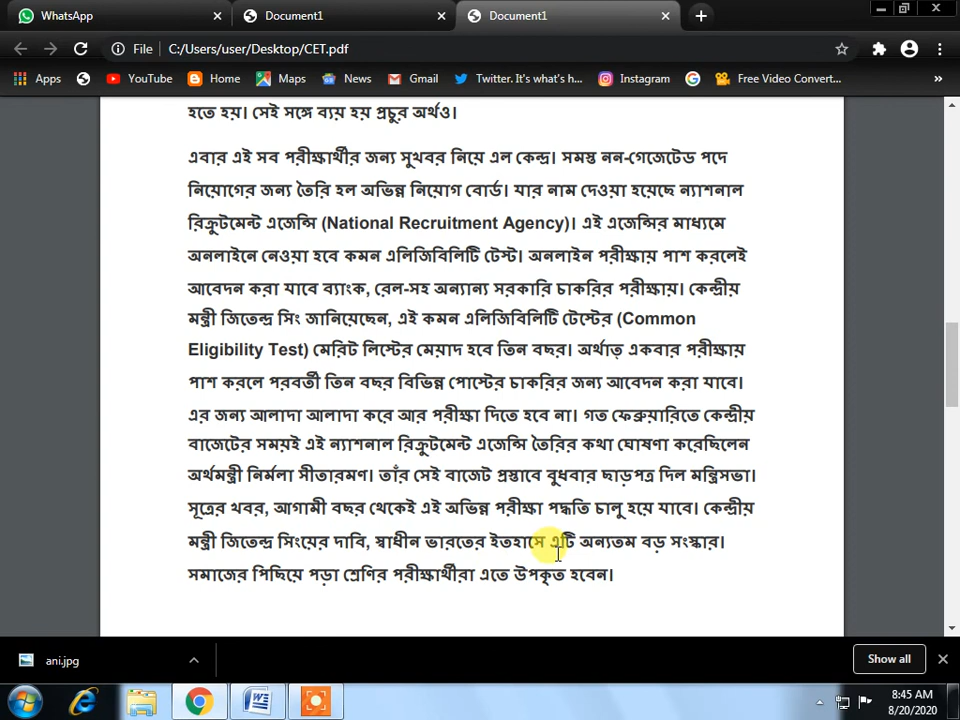 WhatsApp
Document1
Document1
File C:/Users/user/Desktop/CET.pdf
Apps YouTube Home Maps News Gmail Twitter. It's what's h... Instagram Free Video Convert... »
হতে হয়। সেই সঙ্গে ব্যয় হয় প্রচুর অর্থও।
এবার এই সব পরীক্ষার্থীর জন্য সুখবর নিয়ে এল কেন্দ্র। সমস্ত নন-গেজেটেড পদে
নিয়োগের জন্য তৈরি হল অভিন্ন নিয়োগ বোর্ড। যার নাম দেওয়া হয়েছে ন্যাশনাল
রিক্রুটমেন্ট এজেন্সি (National Recruitment Agency)। এই এজেন্সির মাধ্যমে
অনলাইনে নেওয়া হবে কমন এলিজিবিলিটি টেস্ট। অনলাইন পরীক্ষায় পাশ করলেই
আবেদন করা যাবে ব্যাংক, রেল-সহ অন্যান্য সরকারি চাকরির পরীক্ষায়। কেন্দ্রীয়
মন্ত্রী জিতেন্দ্র সিং জানিয়েছেন, এই কমন এলিজিবিলিটি টেস্টের (Common
Eligibility Test) মেরিট লিস্টের মেয়াদ হবে তিন বছর। অর্থাত্‍ একবার পরীক্ষায়
পাশ করলে পরবর্তী তিন বছর বিভিন্ন পোস্টের চাকরির জন্য আবেদন করা যাবে।
এর জন্য আলাদা আলাদা করে আর পরীক্ষা দিতে হবে না। গত ফেব্রুয়ারিতে কেন্দ্রীয়
বাজেটের সময়ই এই ন্যাশনাল রিক্রুটমেন্ট এজেন্সি তৈরির কথা ঘোষণা করেছিলেন
অর্থমন্ত্রী নির্মলা সীতারমণ। তাঁর সেই বাজেট প্রস্তাবে বুধবার ছাড়পত্র দিল মন্ত্রিসভা।
সূত্রের খবর, আগামী বছর থেকেই এই অভিন্ন পরীক্ষা পদ্ধতি চালু হয়ে যাবে। কেন্দ্রীয়
মন্ত্রী জিতেন্দ্র সিংয়ের দাবি, স্বাধীন ভারতের ইতহাসে এটি অন্যতম বড় সংস্কার।
সমাজের পিছিয়ে পড়া শ্রেণির পরীক্ষার্থীরা এতে উপকৃত হবেন।
ani.jpg
Show all
8:45 AM
8/20/2020